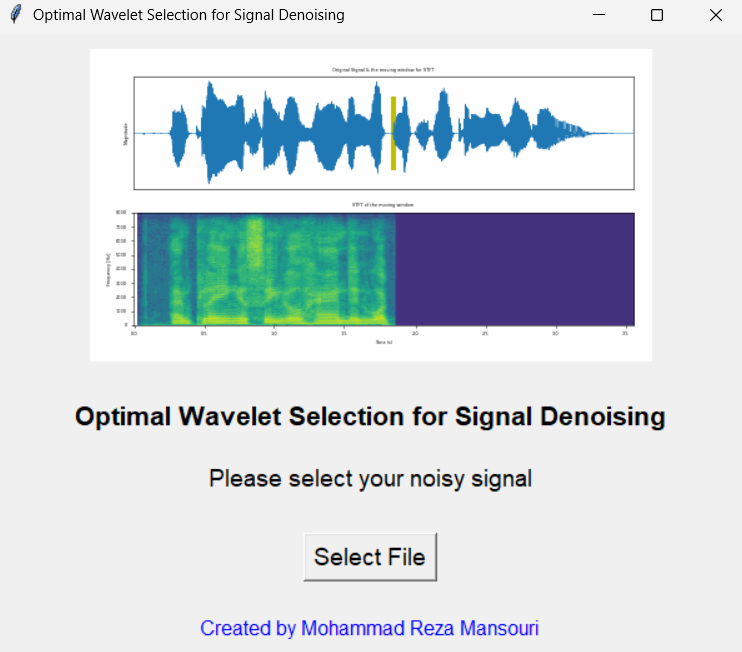 Optimal Wavelet Selection for Signal Denoising
Original Signal & the moving window for STFT
Magnitude
STFT of the moving window
Frequency [Hz]
8000
7000
6000
5000
4000
3000
2000
1000
0
0.0 0.5 1.0 1.5 2.0 2.5 3.0 3.5
Time [s]
Optimal Wavelet Selection for Signal Denoising
Please select your noisy signal
Select File
Created by Mohammad Reza Mansouri